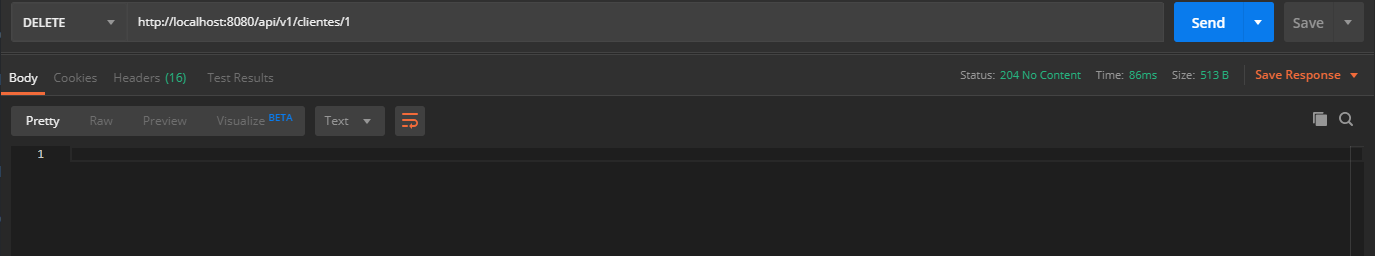 DELETE http://localhost:8080/api/v1/clientes/1 Send Save
Body Cookies Headers (16) Test Results Status: 204 No Content Time: 86ms Size: 513 B Save Response
Pretty Raw Preview Visualize BETA Text
1